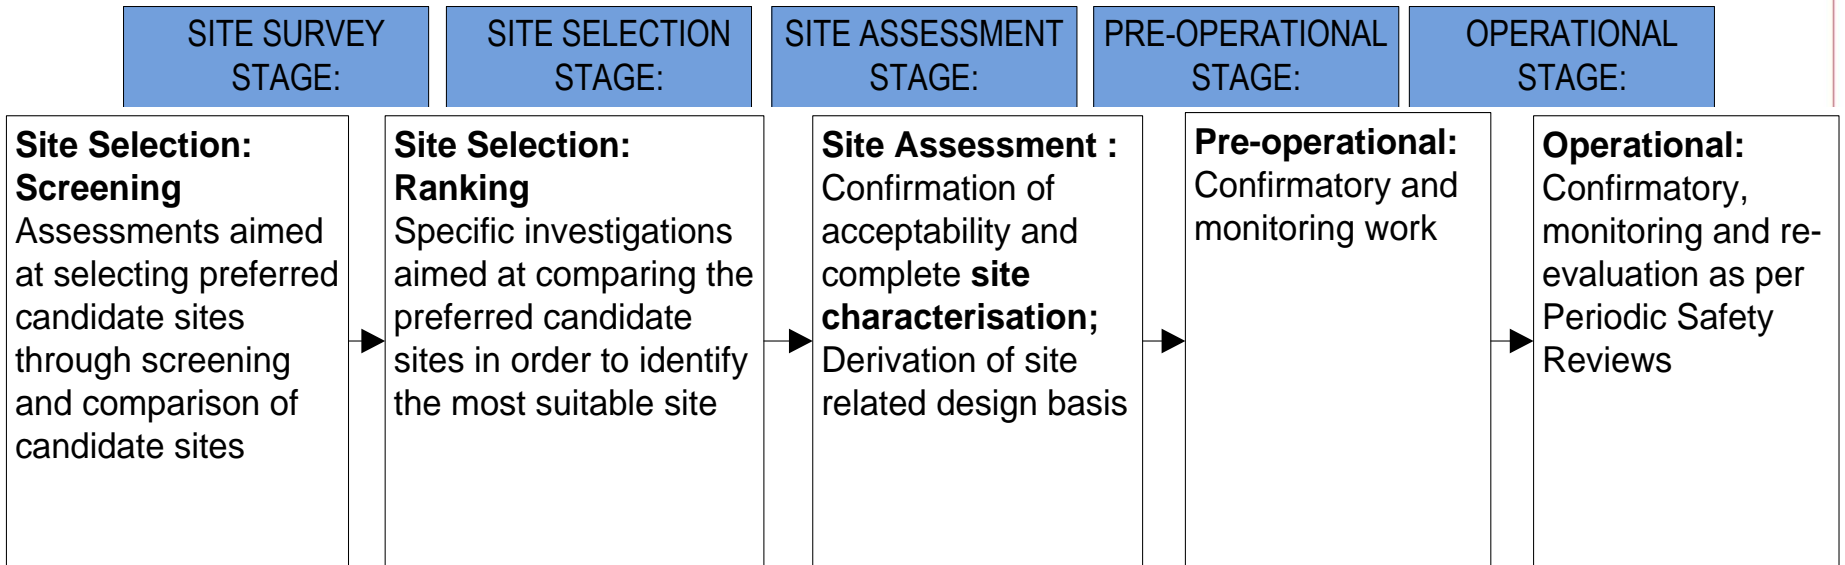 SITE SURVEY
STAGE:
SITE SELECTION
STAGE:
SITE ASSESSMENT
STAGE:
PRE-OPERATIONAL
STAGE:
OPERATIONAL
STAGE:
Site Selection:
Screening
Assessments aimed
at selecting preferred
candidate sites
through screening
and comparison of
candidate sites
Site Selection:
Ranking
Specific investigations
aimed at comparing the
preferred candidate
sites in order to identify
the most suitable site
Site Assessment :
Confirmation of
acceptability and
complete site
characterisation;
Derivation of site
related design basis
Pre-operational:
Confirmatory and
monitoring work
Operational:
Confirmatory,
monitoring and re-
evaluation as per
Periodic Safety
Reviews